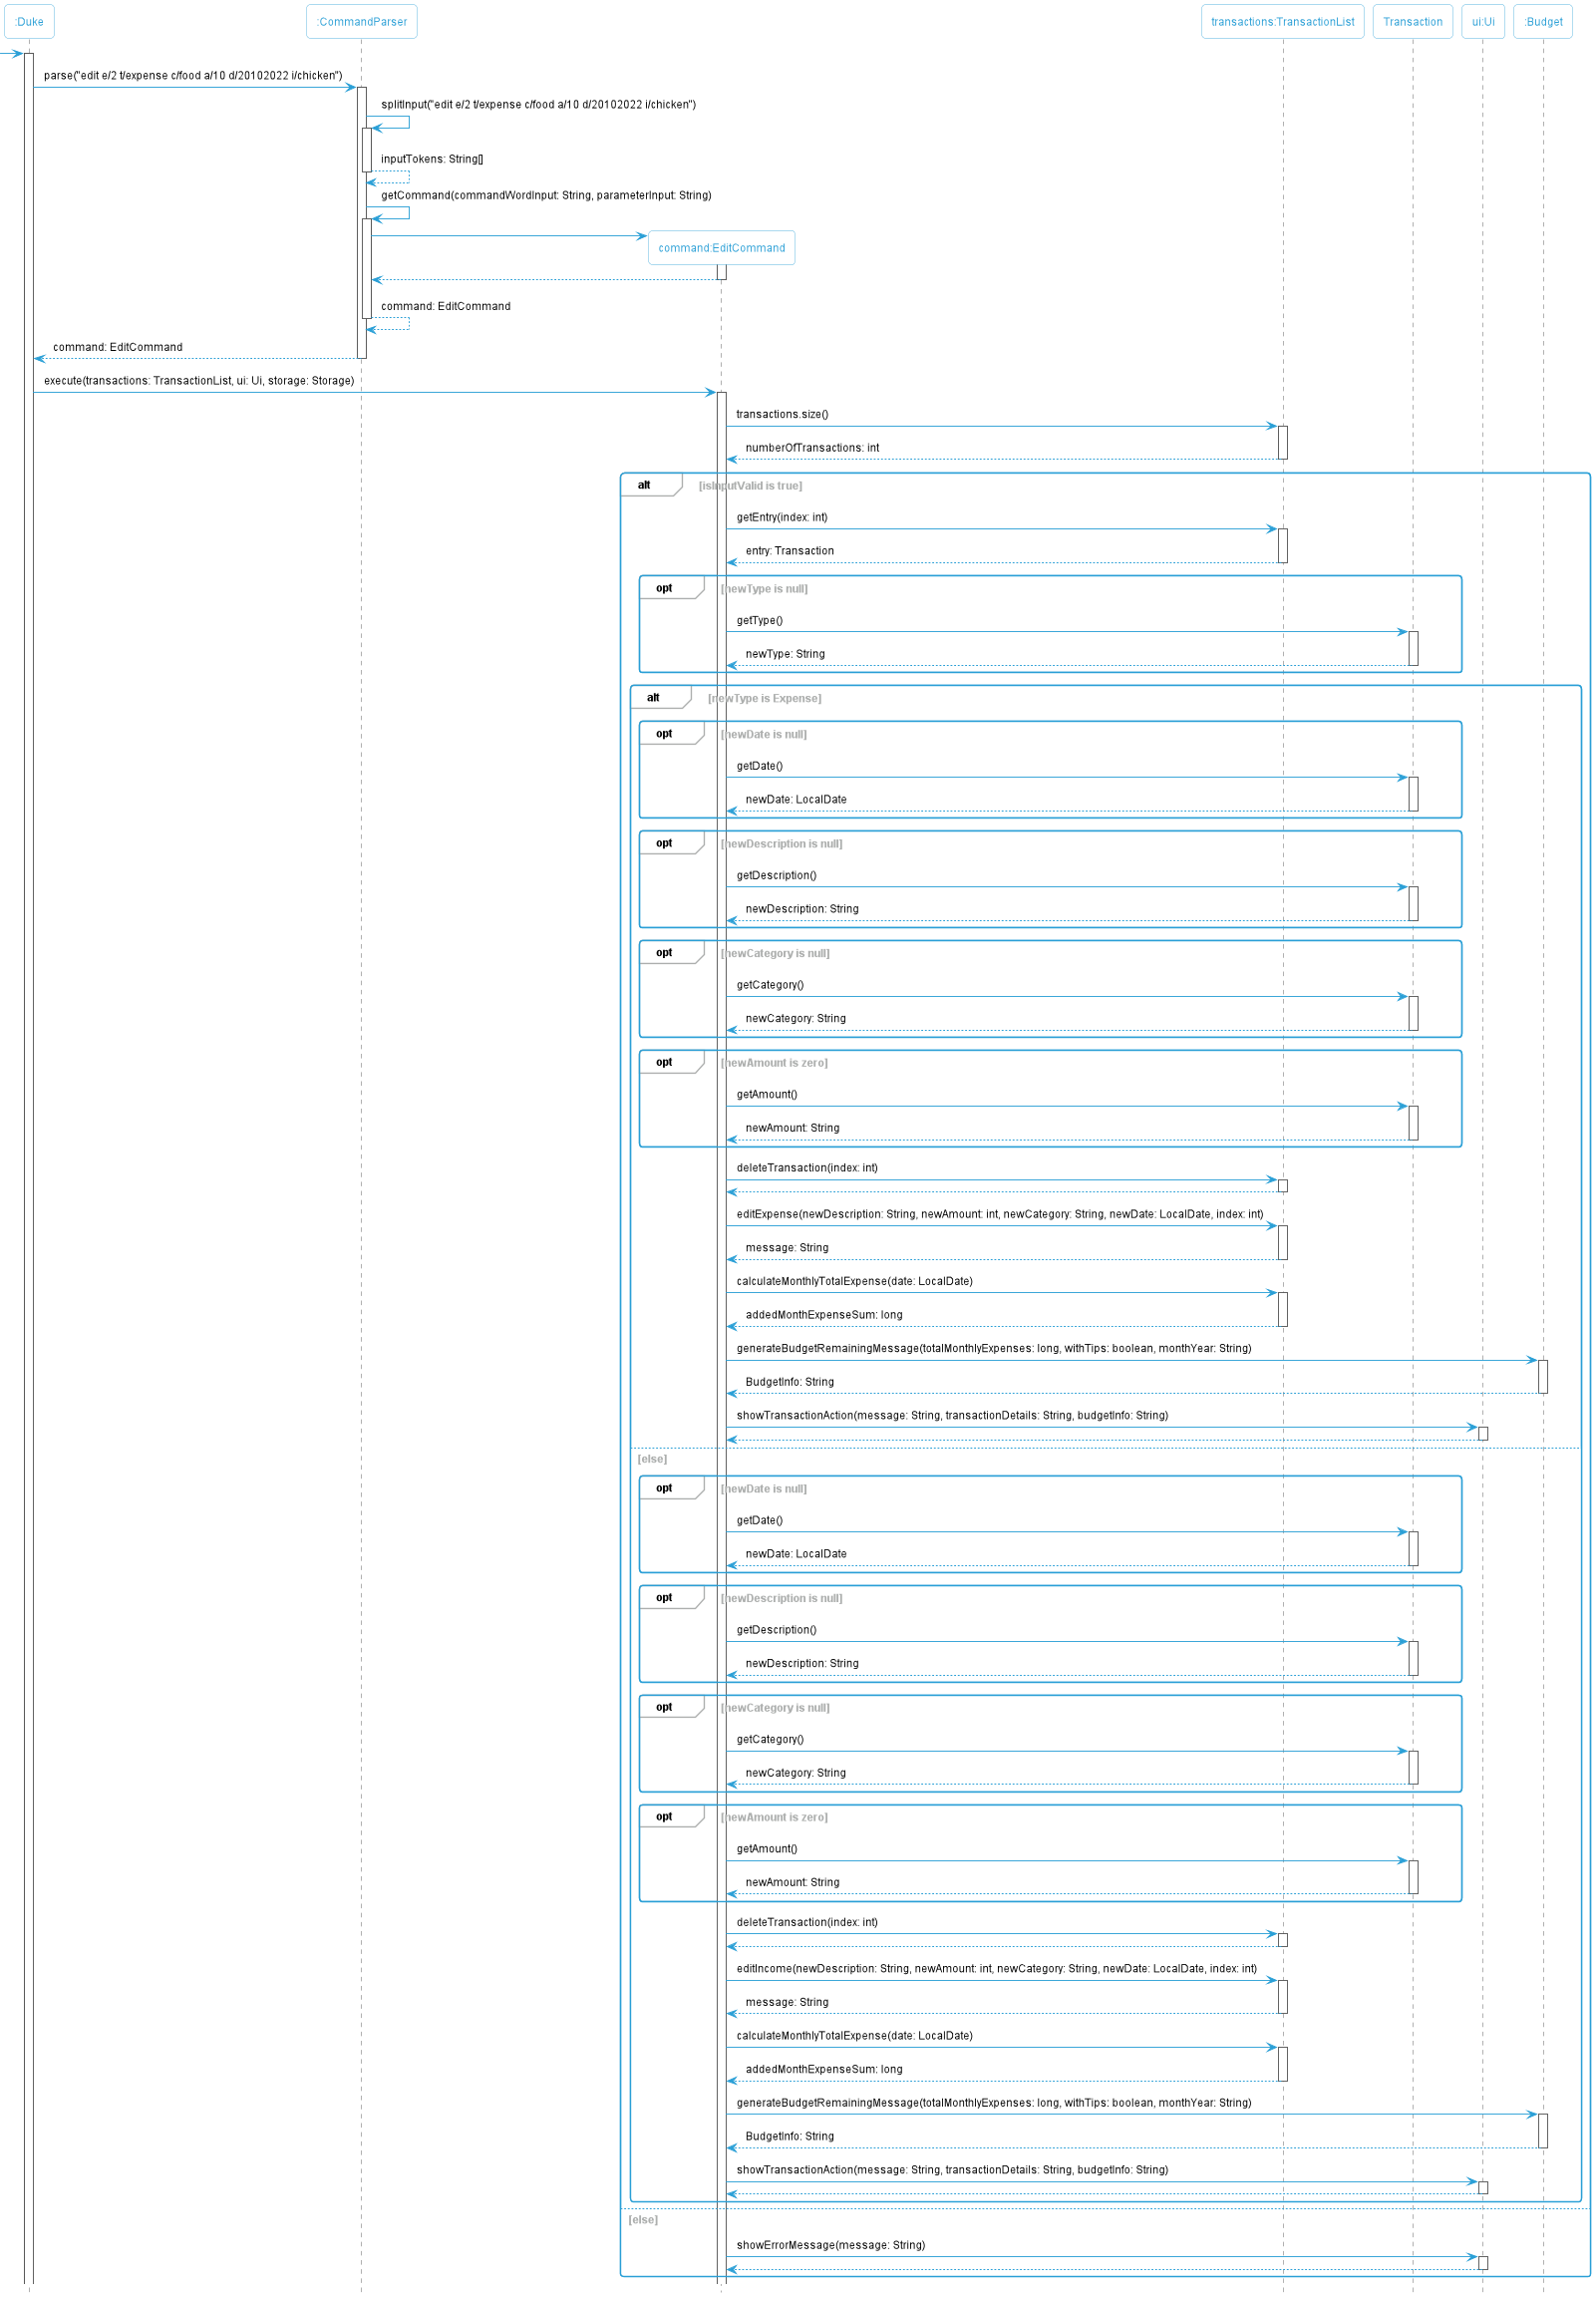 :Duke
:CommandParser
transactions:TransactionList
Transaction
ui:Ui
:Budget
parse("edit e/2 t/expense c/food a/10 d/20102022 i/chicken")
splitInput("edit e/2 t/expense c/food a/10 d/20102022 i/chicken")
inputTokens: String[]
getCommand(commandWordInput: String, parameterInput: String)
command:EditCommand
command: EditCommand
command: EditCommand
execute(transactions: TransactionList, ui: Ui, storage: Storage)
transactions.size()
numberOfTransactions: int
alt [isInputValid is true]
getEntry(index: int)
entry: Transaction
opt [newType is null]
getType()
newType: String
alt [newType is Expense]
opt [newDate is null]
getDate()
newDate: LocalDate
opt [newDescription is null]
getDescription()
newDescription: String
opt [newCategory is null]
getCategory()
newCategory: String
opt [newAmount is zero]
getAmount()
newAmount: String
deleteTransaction(index: int)
editExpense(newDescription: String, newAmount: int, newCategory: String, newDate: LocalDate, index: int)
message: String
calculateMonthlyTotalExpense(date: LocalDate)
addedMonthExpenseSum: long
generateBudgetRemainingMessage(totalMonthlyExpenses: long, withTips: boolean, monthYear: String)
BudgetInfo: String
showTransactionAction(message: String, transactionDetails: String, budgetInfo: String)
[else]
opt [newDate is null]
getDate()
newDate: LocalDate
opt [newDescription is null]
getDescription()
newDescription: String
opt [newCategory is null]
getCategory()
newCategory: String
opt [newAmount is zero]
getAmount()
newAmount: String
deleteTransaction(index: int)
editIncome(newDescription: String, newAmount: int, newCategory: String, newDate: LocalDate, index: int)
message: String
calculateMonthlyTotalExpense(date: LocalDate)
addedMonthExpenseSum: long
generateBudgetRemainingMessage(totalMonthlyExpenses: long, withTips: boolean, monthYear: String)
BudgetInfo: String
showTransactionAction(message: String, transactionDetails: String, budgetInfo: String)
[else]
showErrorMessage(message: String)